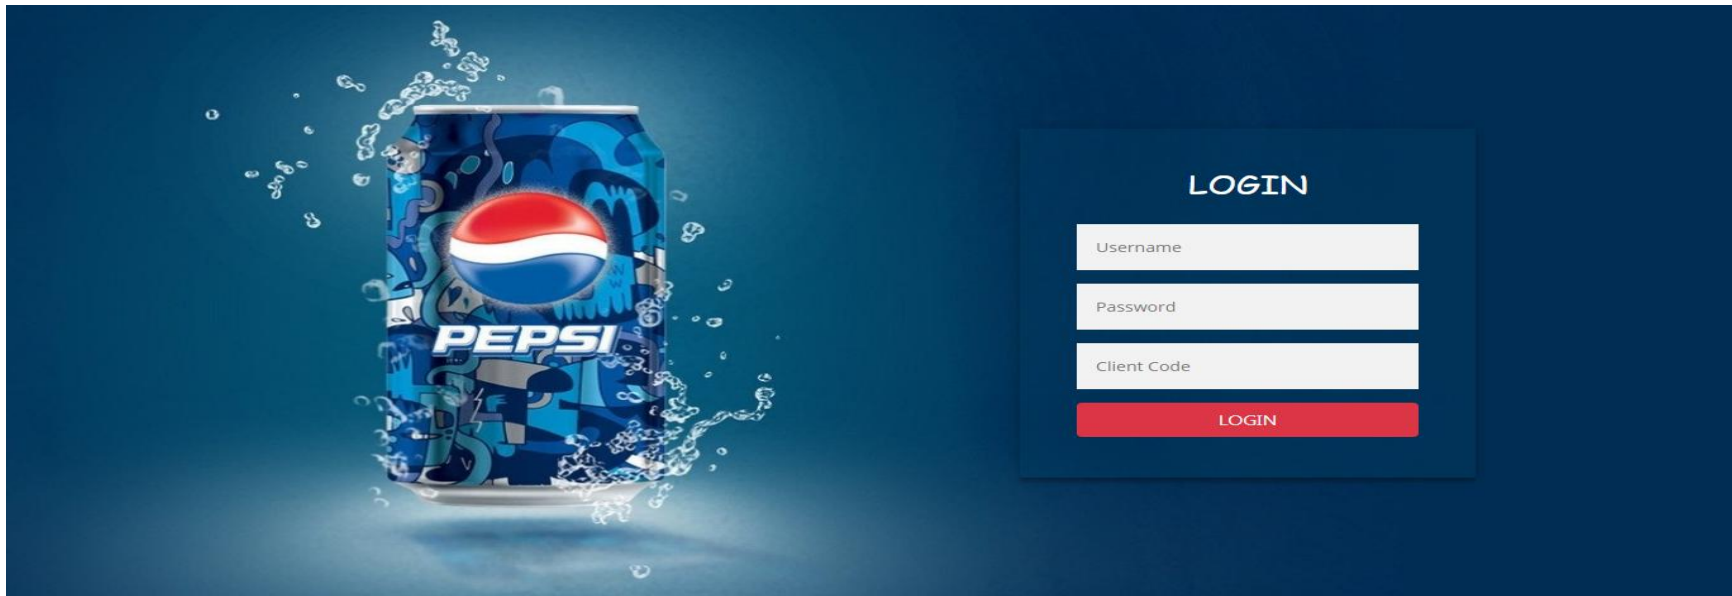 PEPSI
LOGIN
Username
Password
Client Code
LOGIN